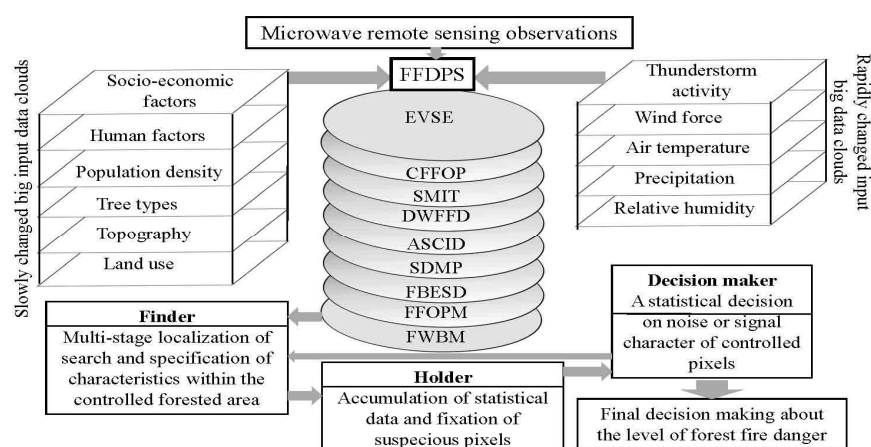 Microwave remote sensing observations
FFDPS
Slowly changed big input data clouds
Socio-economic
factors
Human factors
Population density
Tree types
Topography
Land use
EVSE
CFFOP
SMIT
DWFFD
ASCID
SDMP
FBESD
FFOPM
FWBM
Thunderstorm
activity
Wind force
Air temperature
Precipitation
Relative humidity
Rapidly changed input
big data clouds
Finder
Multi-stage localization of
search and specification of
characteristics within the
controlled forested area
Holder
Accumulation of statistical
data and fixation of
suspecious pixels
Decision maker
A statistical decision
on noise or signal
character of controlled
pixels
Final decision making about
the level of forest fire danger